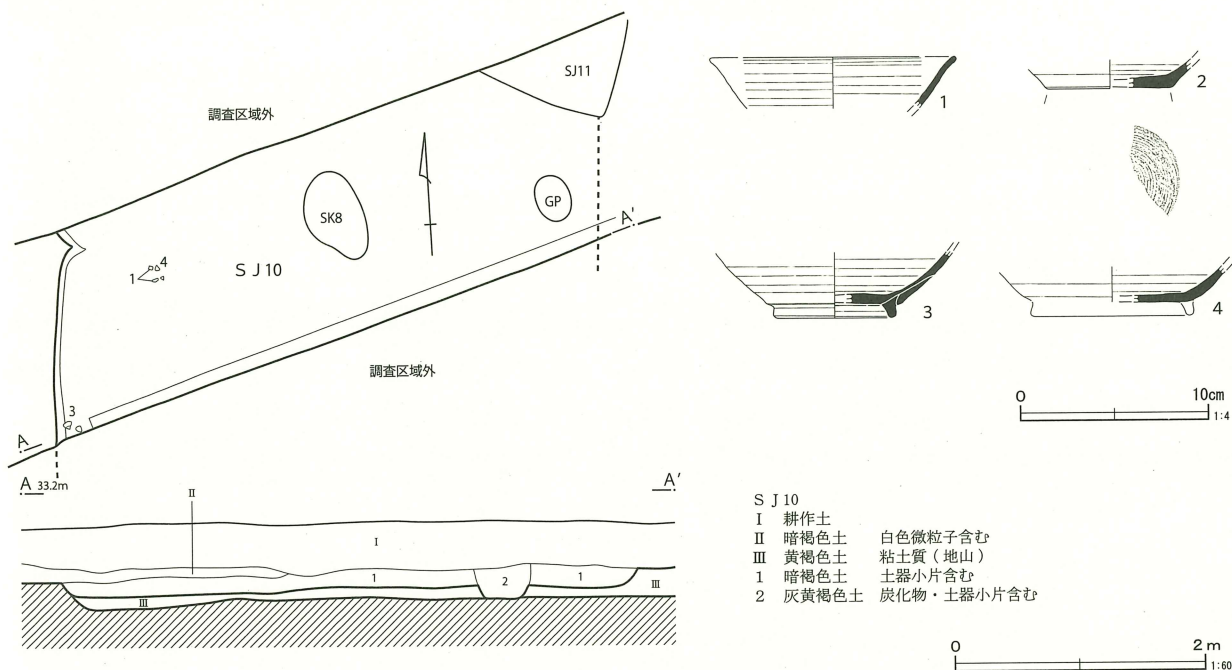 調査区域外
SJ11
SK8
GP
A'
1
4
S J 10
3
調査区域外
A
A 33.2m
A'
II
I
1
2
1
III
III
1
2
3
4
0 10cm
1:4
S J 10
I 耕作土
II 暗褐色土 白色微粒子含む
III 黄褐色土 粘土質(地山)
1 暗褐色土 土器小片含む
2 灰黄褐色土 炭化物・土器小片含む
0 2 m
1:60